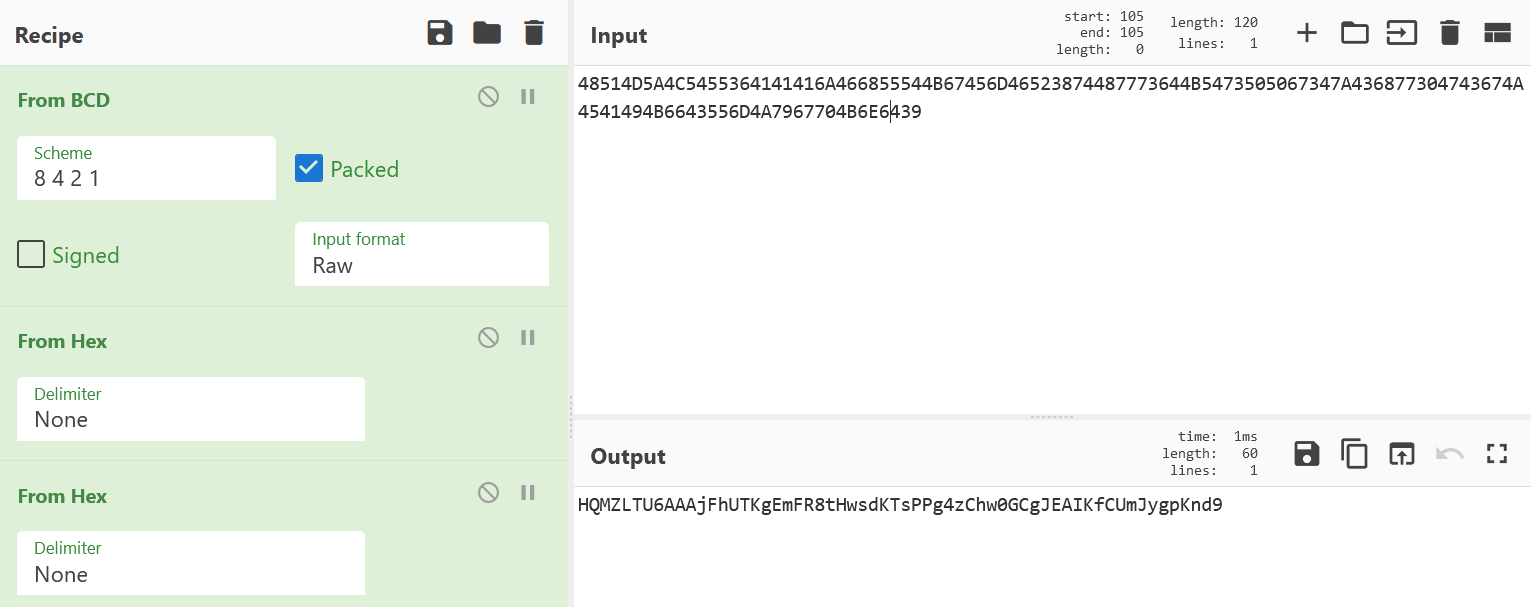 Recipe
From BCD
Scheme
8 4 2 1
Packed
Signed
Input format
Raw
From Hex
Delimiter
None
From Hex
Delimiter
None
Input
start: 105
end: 105
length: 0
length: 120
lines: 1
48514D5A4C5455364141416A466855544B67456D46523874487773644B5473505067347A436877304743674A
4541494B6643556D4A7967704B6E6439
Output
time: 1ms
length: 60
lines: 1
HQMZLTU6AAAjFhUTKgEmFR8tHwsdKTsPPg4zChw0GCgJEAIKfCUmJygpKnd9